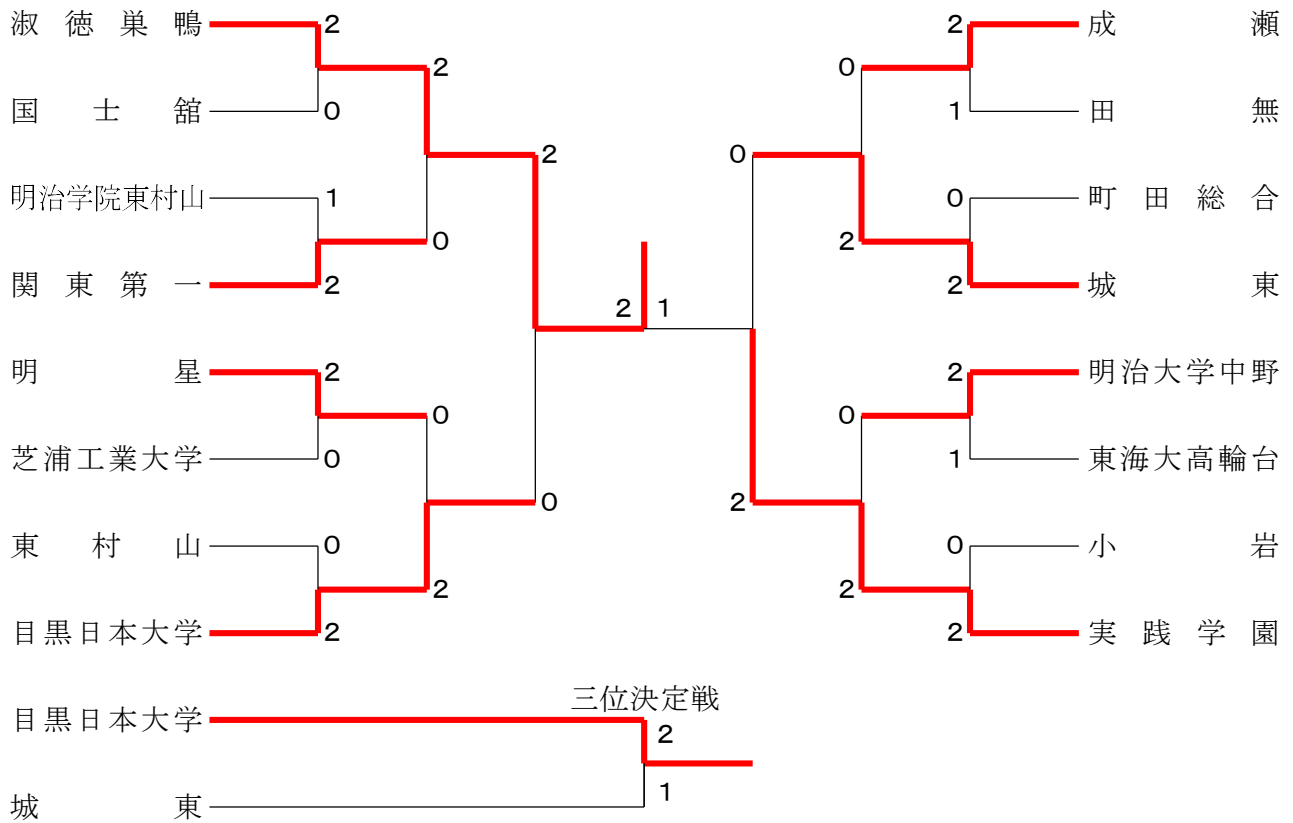 淑徳巣鴨 2 2 成瀬
2 0
国士舘 0 1 田無
2 0
明治学院東村山 1 0 町田総合
0 2
関東第一 2 2 城東
2 1
明星 2 2 明治大学中野
0 0
芝浦工業大学 0 1 東海大高輪台
0 2
東村山 0 0 小岩
2 2
目黒日本大学 2 2 実践学園
三位決定戦
目黒日本大学 2
城東 1